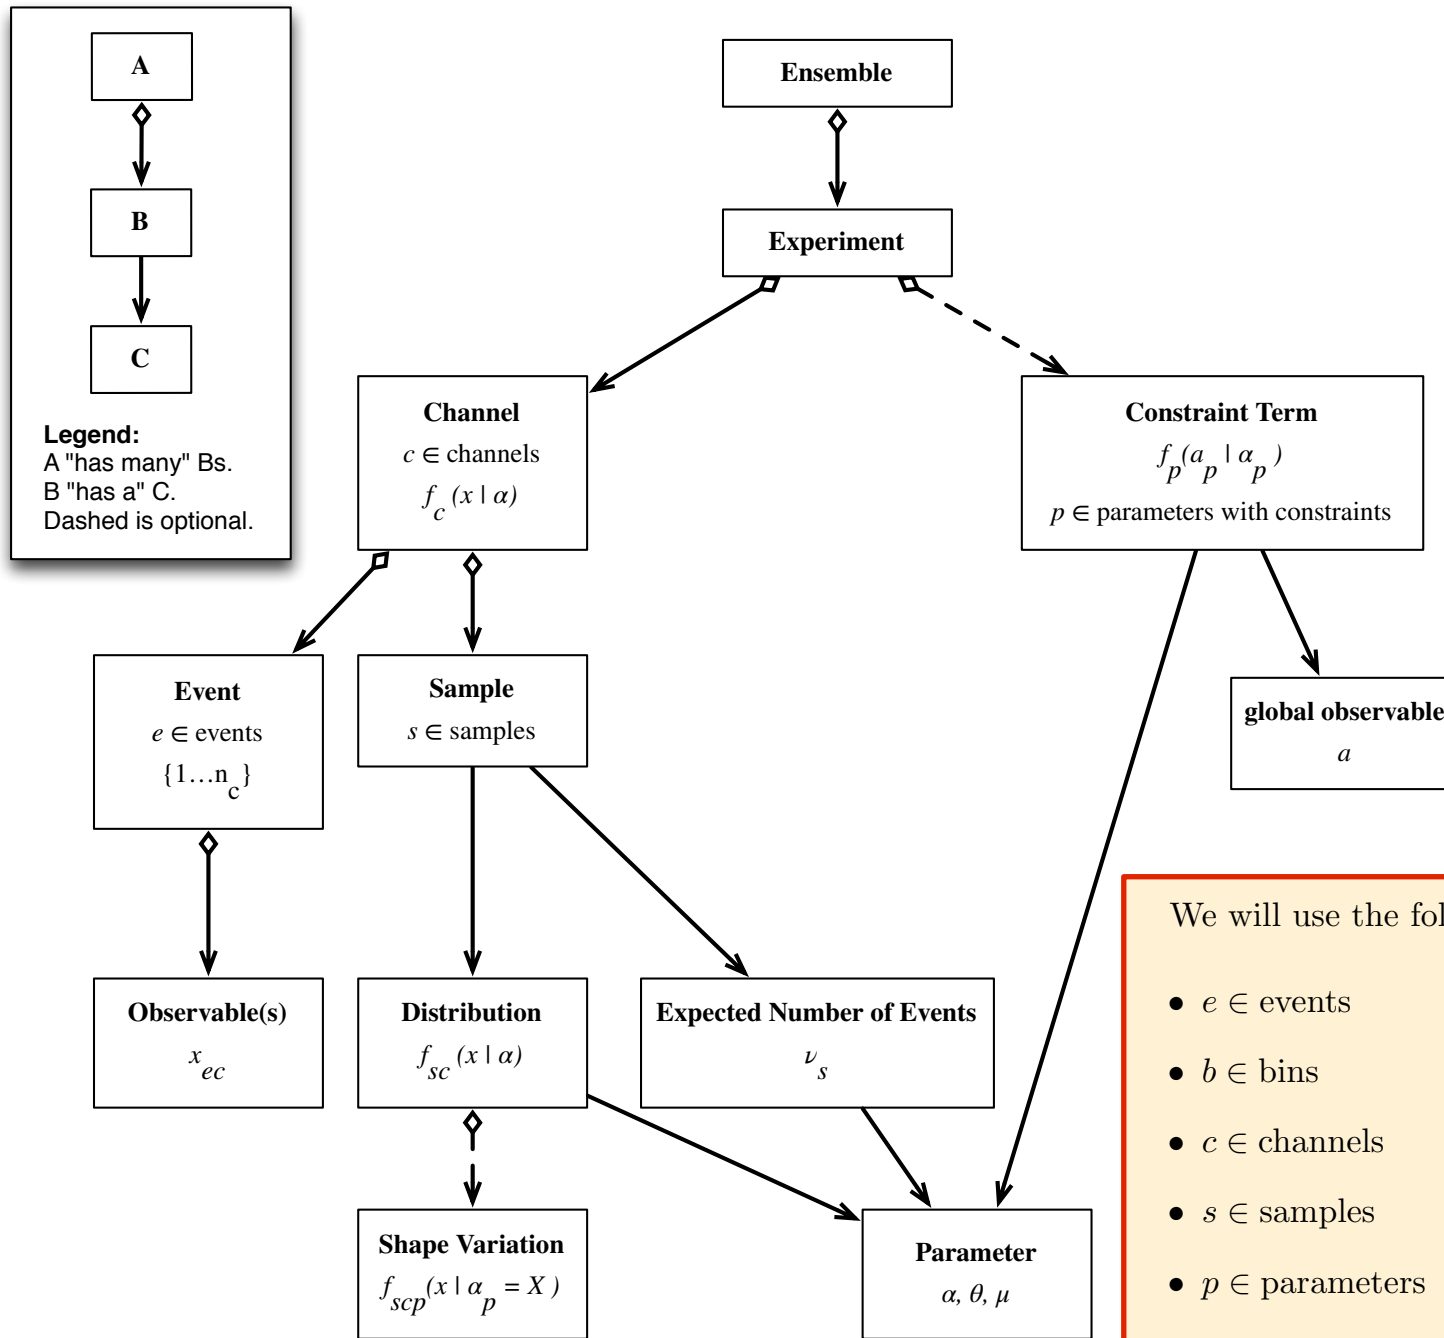 A
B
C
Legend:
A "has many" Bs.
B "has a" C.
Dashed is optional.
Ensemble
Experiment
Channel
c ∈ channels
f_c (x | α)
Constraint Term
f_p (a_p | α_p )
p ∈ parameters with constraints
Event
e ∈ events
{1…n_c}
Sample
s ∈ samples
global observable
a
Observable(s)
x_ec
Distribution
f_sc (x | α)
Expected Number of Events
ν_s
Shape Variation
f_scp (x | α_p = X )
Parameter
α, θ, μ
We will use the fol
• e ∈ events
• b ∈ bins
• c ∈ channels
• s ∈ samples
• p ∈ parameters